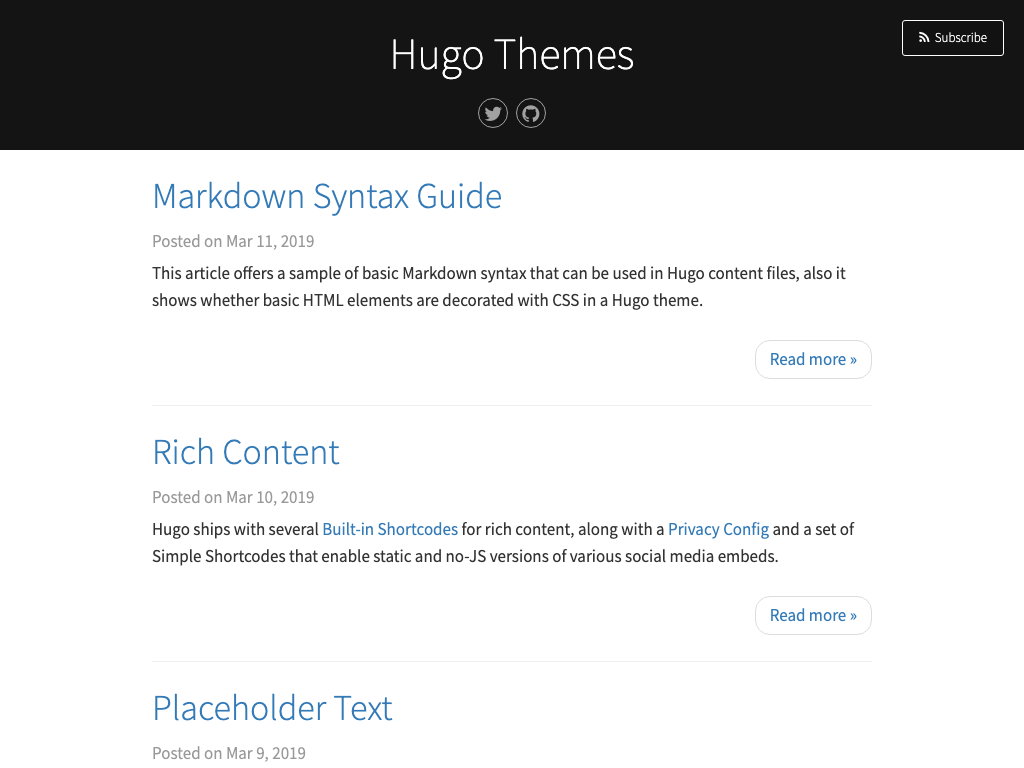 Hugo Themes
Subscribe
Markdown Syntax Guide
Posted on Mar 11, 2019
This article offers a sample of basic Markdown syntax that can be used in Hugo content files, also it
shows whether basic HTML elements are decorated with CSS in a Hugo theme.
Read more »
Rich Content
Posted on Mar 10, 2019
Hugo ships with several Built-in Shortcodes for rich content, along with a Privacy Config and a set of
Simple Shortcodes that enable static and no-JS versions of various social media embeds.
Read more »
Placeholder Text
Posted on Mar 9, 2019